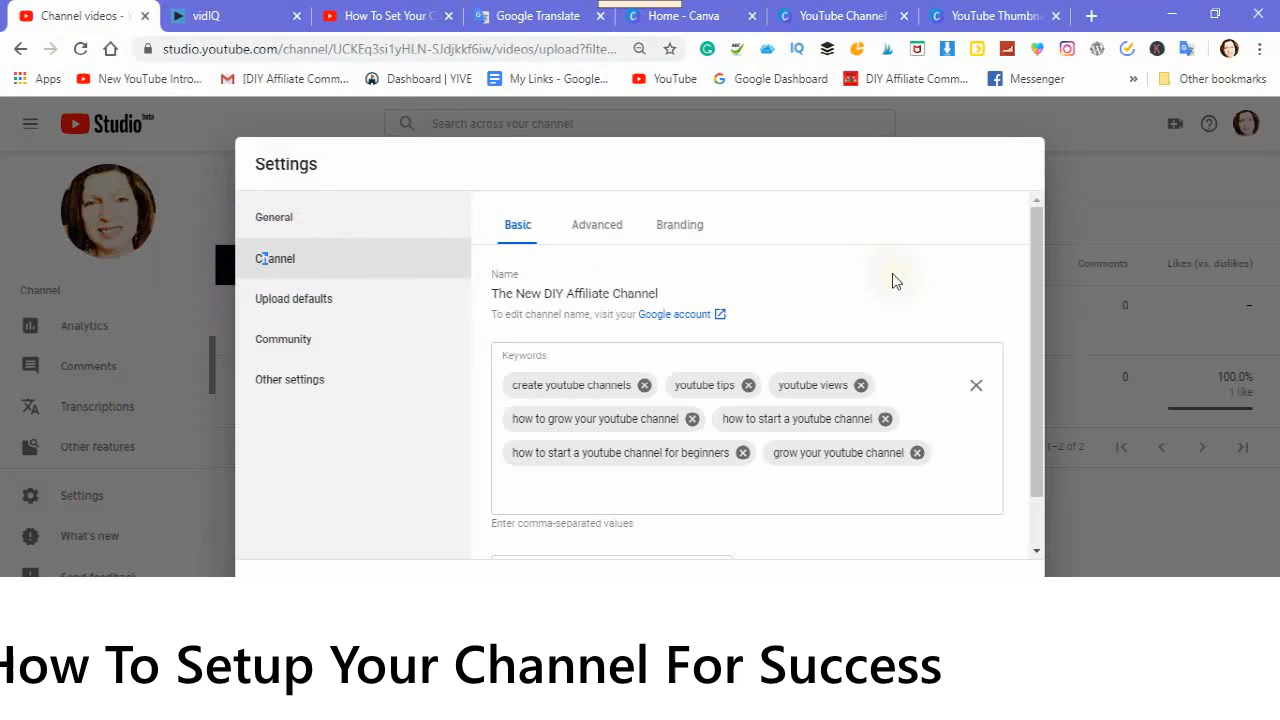 Channel videos -
vidIQ
How To Set Your C
Google Translate
Home - Canva
YouTube Channel
YouTube Thumbn
studio.youtube.com/channel/UCKEq3si1yHLN-SJdjkkf6iw/videos/upload?filte...
Apps
New YouTube Intro...
[DIY Affiliate Comm...
Dashboard | YIVE
My Links - Google...
YouTube
Google Dashboard
DIY Affiliate Comm...
Messenger
»
Other bookmarks
Studio beta
Search across your channel
Settings
General
Channel
Upload defaults
Community
Other settings
Basic
Advanced
Branding
Name
The New DIY Affiliate Channel
To edit channel name, visit your Google account
Keywords
create youtube channels
youtube tips
youtube views
how to grow your youtube channel
how to start a youtube channel
how to start a youtube channel for beginners
grow your youtube channel
Enter comma-separated values
Channel
Analytics
Comments
Transcriptions
Other features
Settings
What's new
Send feedback
Comments
Likes (vs. dislikes)
0
–
0
100.0%
1 like
1–2 of 2
How To Setup Your Channel For Success